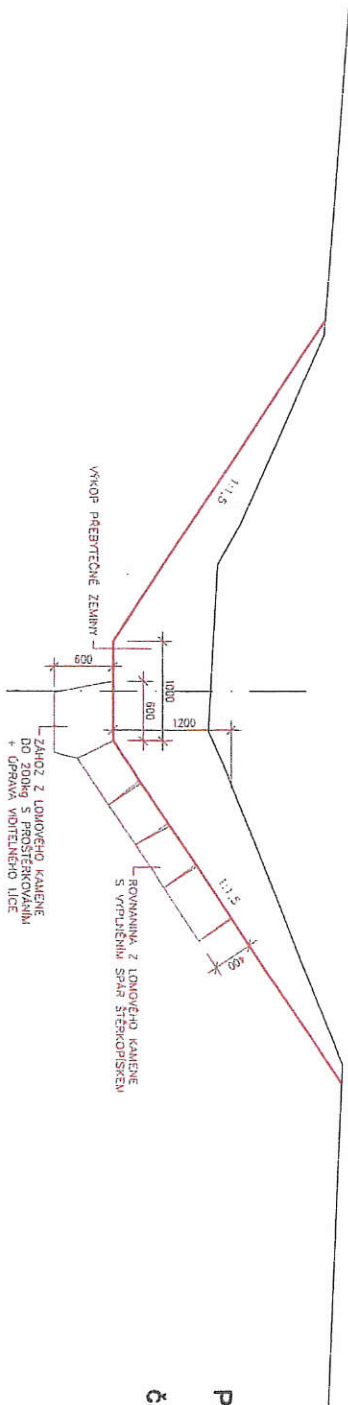 1:1,5
VÝKOP PŘEBYTEČNÉ ZEMINY
600
1000
600
1200
1:1,5
400
ROVNANINA Z LOMOVÉHO KAMENE
S VYPLNĚNÍM SPÁR ŠTĚRKOPÍSKEM
ZÁHOZ Z LOMOVÉHO KAMENE
DO 200kg S PROŠTĚRKOVÁNÍM
+ ÚPRAVA VIDITELNÉHO LÍCE
P
Č